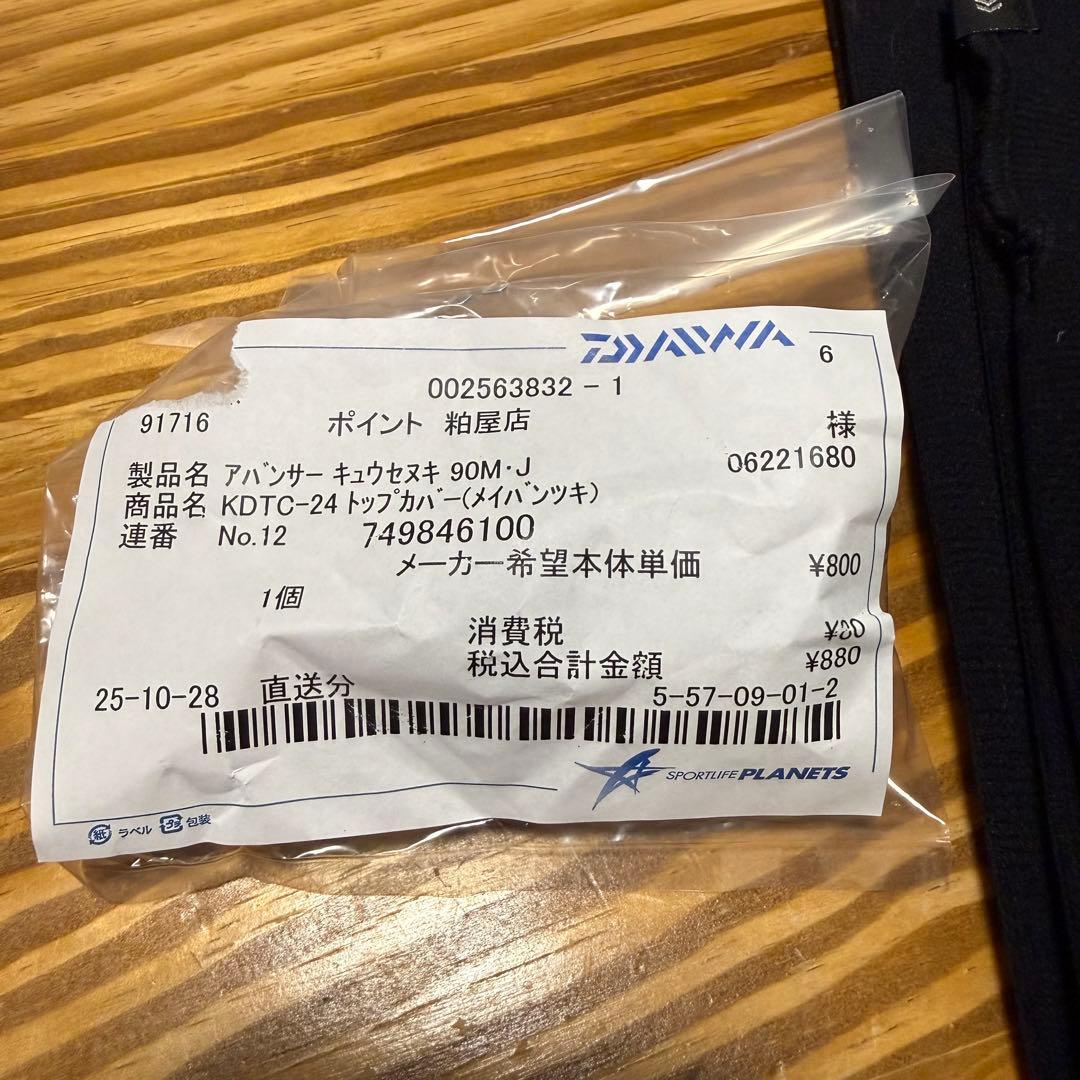 DAIWA
6
002563832-1
91716 ポイント 粕屋店 様
製品名 アバンサー キュウセヌキ 90M・J 06221680
商品名 KDTC-24 トップカバー(メイバンツキ)
連番 No.12 749846100
メーカー希望本体単価 ¥800
1個
消費税 ¥80
税込合計金額 ¥880
25-10-28 直送分 5-57-09-01-2
SPORTLIFE PLANETS
紙 ラベル プラ 包装